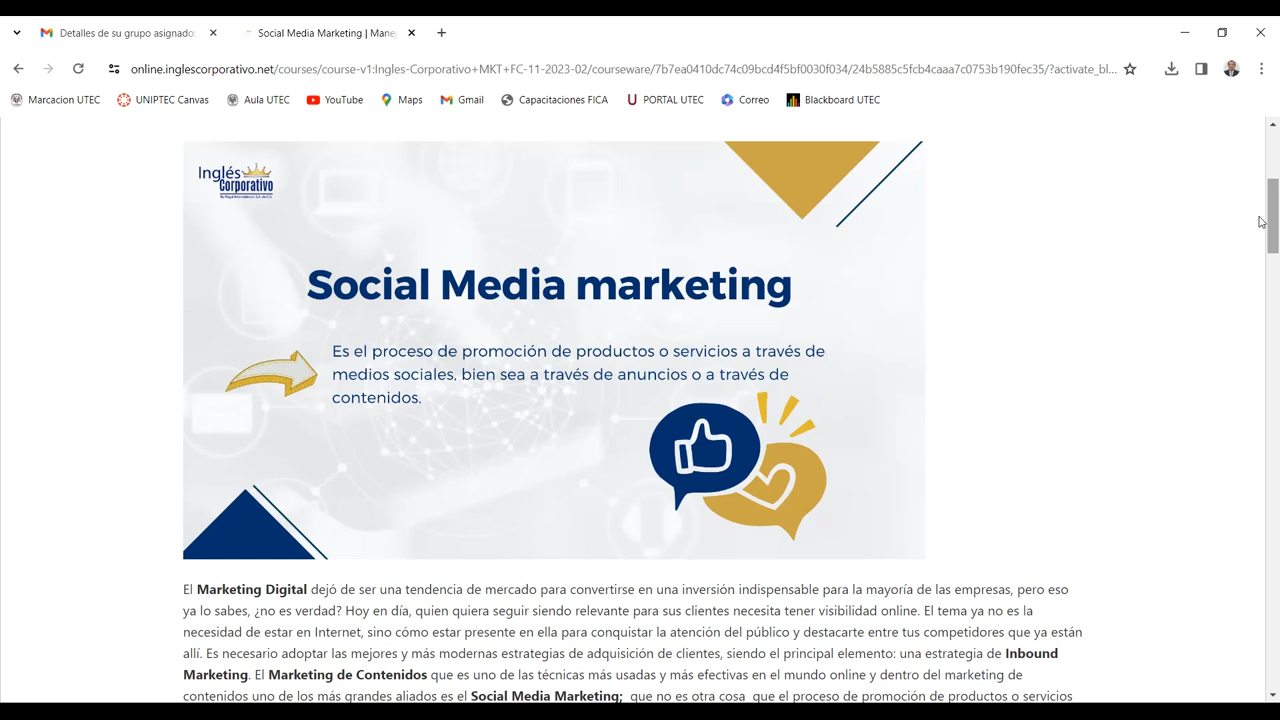 Detalles de su grupo asignado
Social Media Marketing | Mane
online.inglescorporativo.net/courses/course-v1:Ingles-Corporativo+MKT+FC-11-2023-02/courseware/7b7ea0410dc74c09bcd4f5bf0030f034/24b5885c5fcb4caaa7c0753b190fec35/?activate_bl...
Marcacion UTEC UNIPTEC Canvas Aula UTEC YouTube Maps Gmail Capacitaciones FICA PORTAL UTEC Correo Blackboard UTEC
Inglés
Corporativo
Social Media marketing
Es el proceso de promoción de productos o servicios a través de
medios sociales, bien sea a través de anuncios o a través de
contenidos.
El Marketing Digital dejó de ser una tendencia de mercado para convertirse en una inversión indispensable para la mayoría de las empresas, pero eso
ya lo sabes, ¿no es verdad? Hoy en día, quien quiera seguir siendo relevante para sus clientes necesita tener visibilidad online. El tema ya no es la
necesidad de estar en Internet, sino cómo estar presente en ella para conquistar la atención del público y destacarte entre tus competidores que ya están
allí. Es necesario adoptar las mejores y más modernas estrategias de adquisición de clientes, siendo el principal elemento: una estrategia de Inbound
Marketing. El Marketing de Contenidos que es uno de las técnicas más usadas y más efectivas en el mundo online y dentro del marketing de
contenidos uno de los más grandes aliados es el Social Media Marketing; que no es otra cosa que el proceso de promoción de productos o servicios